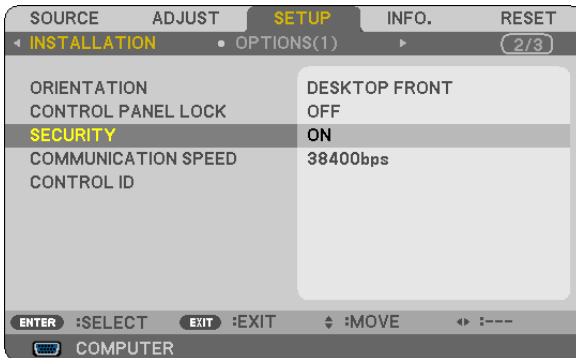 SOURCE ADJUST SETUP INFO. RESET
INSTALLATION OPTIONS(1) 2/3
ORIENTATION DESKTOP FRONT
CONTROL PANEL LOCK OFF
SECURITY ON
COMMUNICATION SPEED 38400bps
CONTROL ID
ENTER :SELECT EXIT :EXIT :MOVE :---
COMPUTER